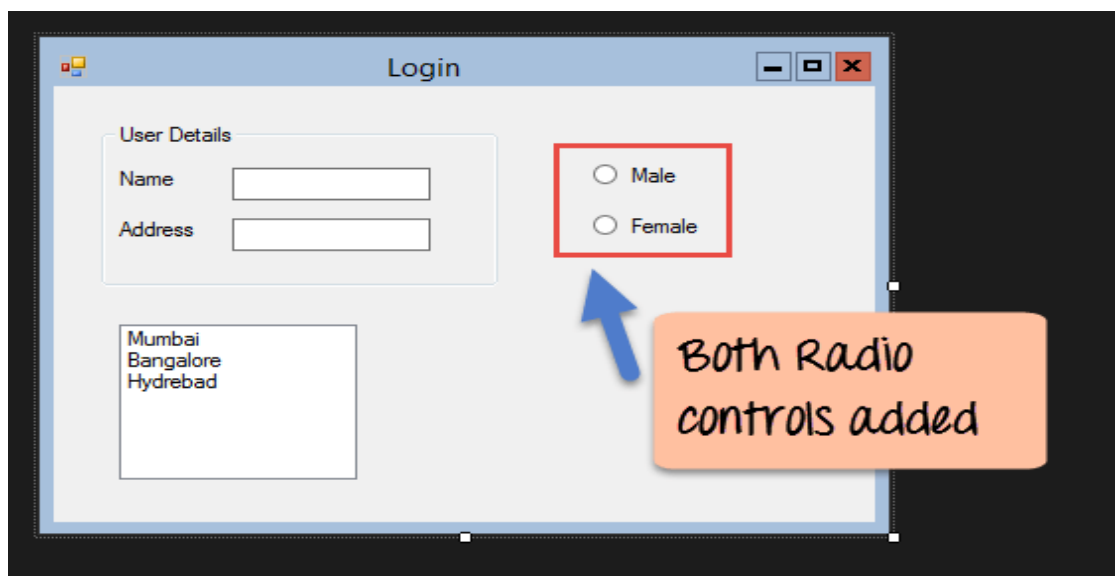 Login
User Details
Name
Address
Male
Female
Mumbai
Bangalore
Hydrebad
Both Radio
controls added